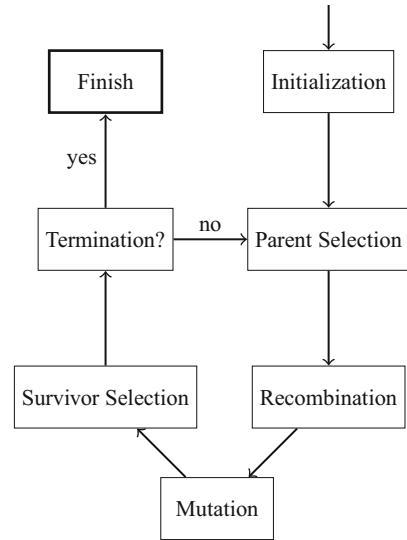 Finish
Initialization
yes
Termination?
no
Parent Selection
Survivor Selection
Recombination
Mutation